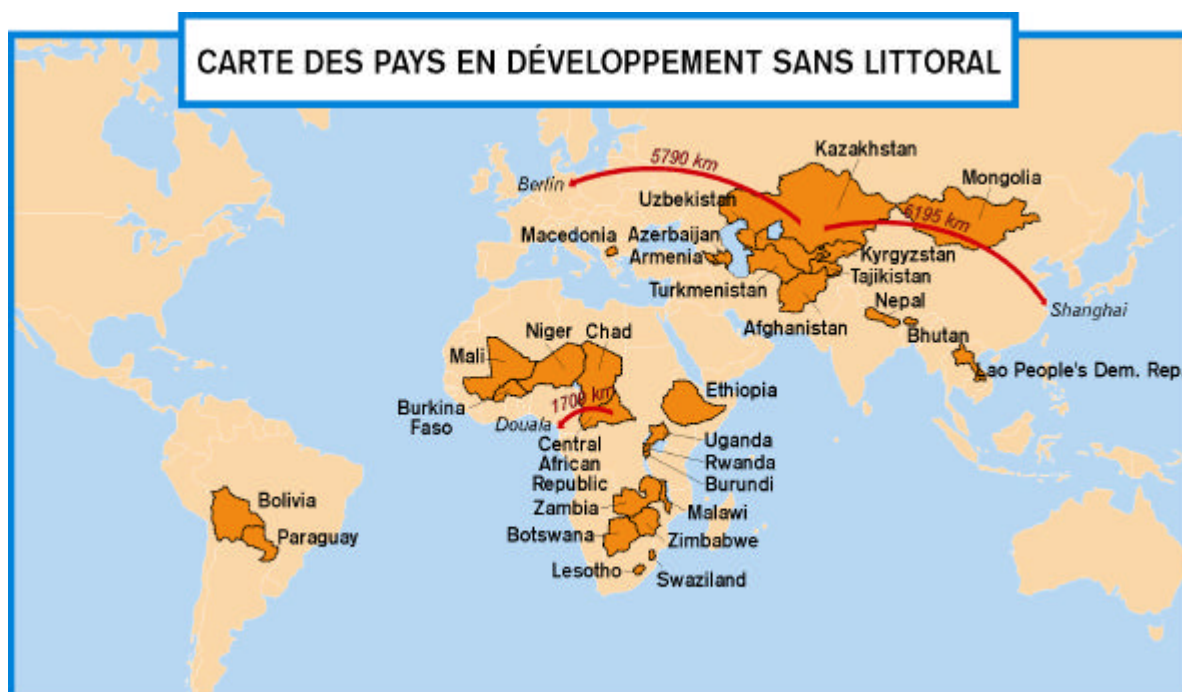 CARTE DES PAYS EN DÉVELOPPEMENT SANS LITTORAL
5790 km
Kazakhstan
Berlin
Mongolia
Uzbekistan
6195 km
Macedonia
Azerbaijan
Armenia
Kyrgyzstan
Tajikistan
Turkmenistan
Nepal
Shanghai
Afghanistan
Bhutan
Niger
Chad
Mali
Lao People's Dem. Rep
Ethiopia
1700 km
Burkina
Faso
Douala
Central
African
Republic
Uganda
Rwanda
Burundi
Bolivia
Zambia
Malawi
Paraguay
Botswana
Zimbabwe
Lesotho
Swaziland